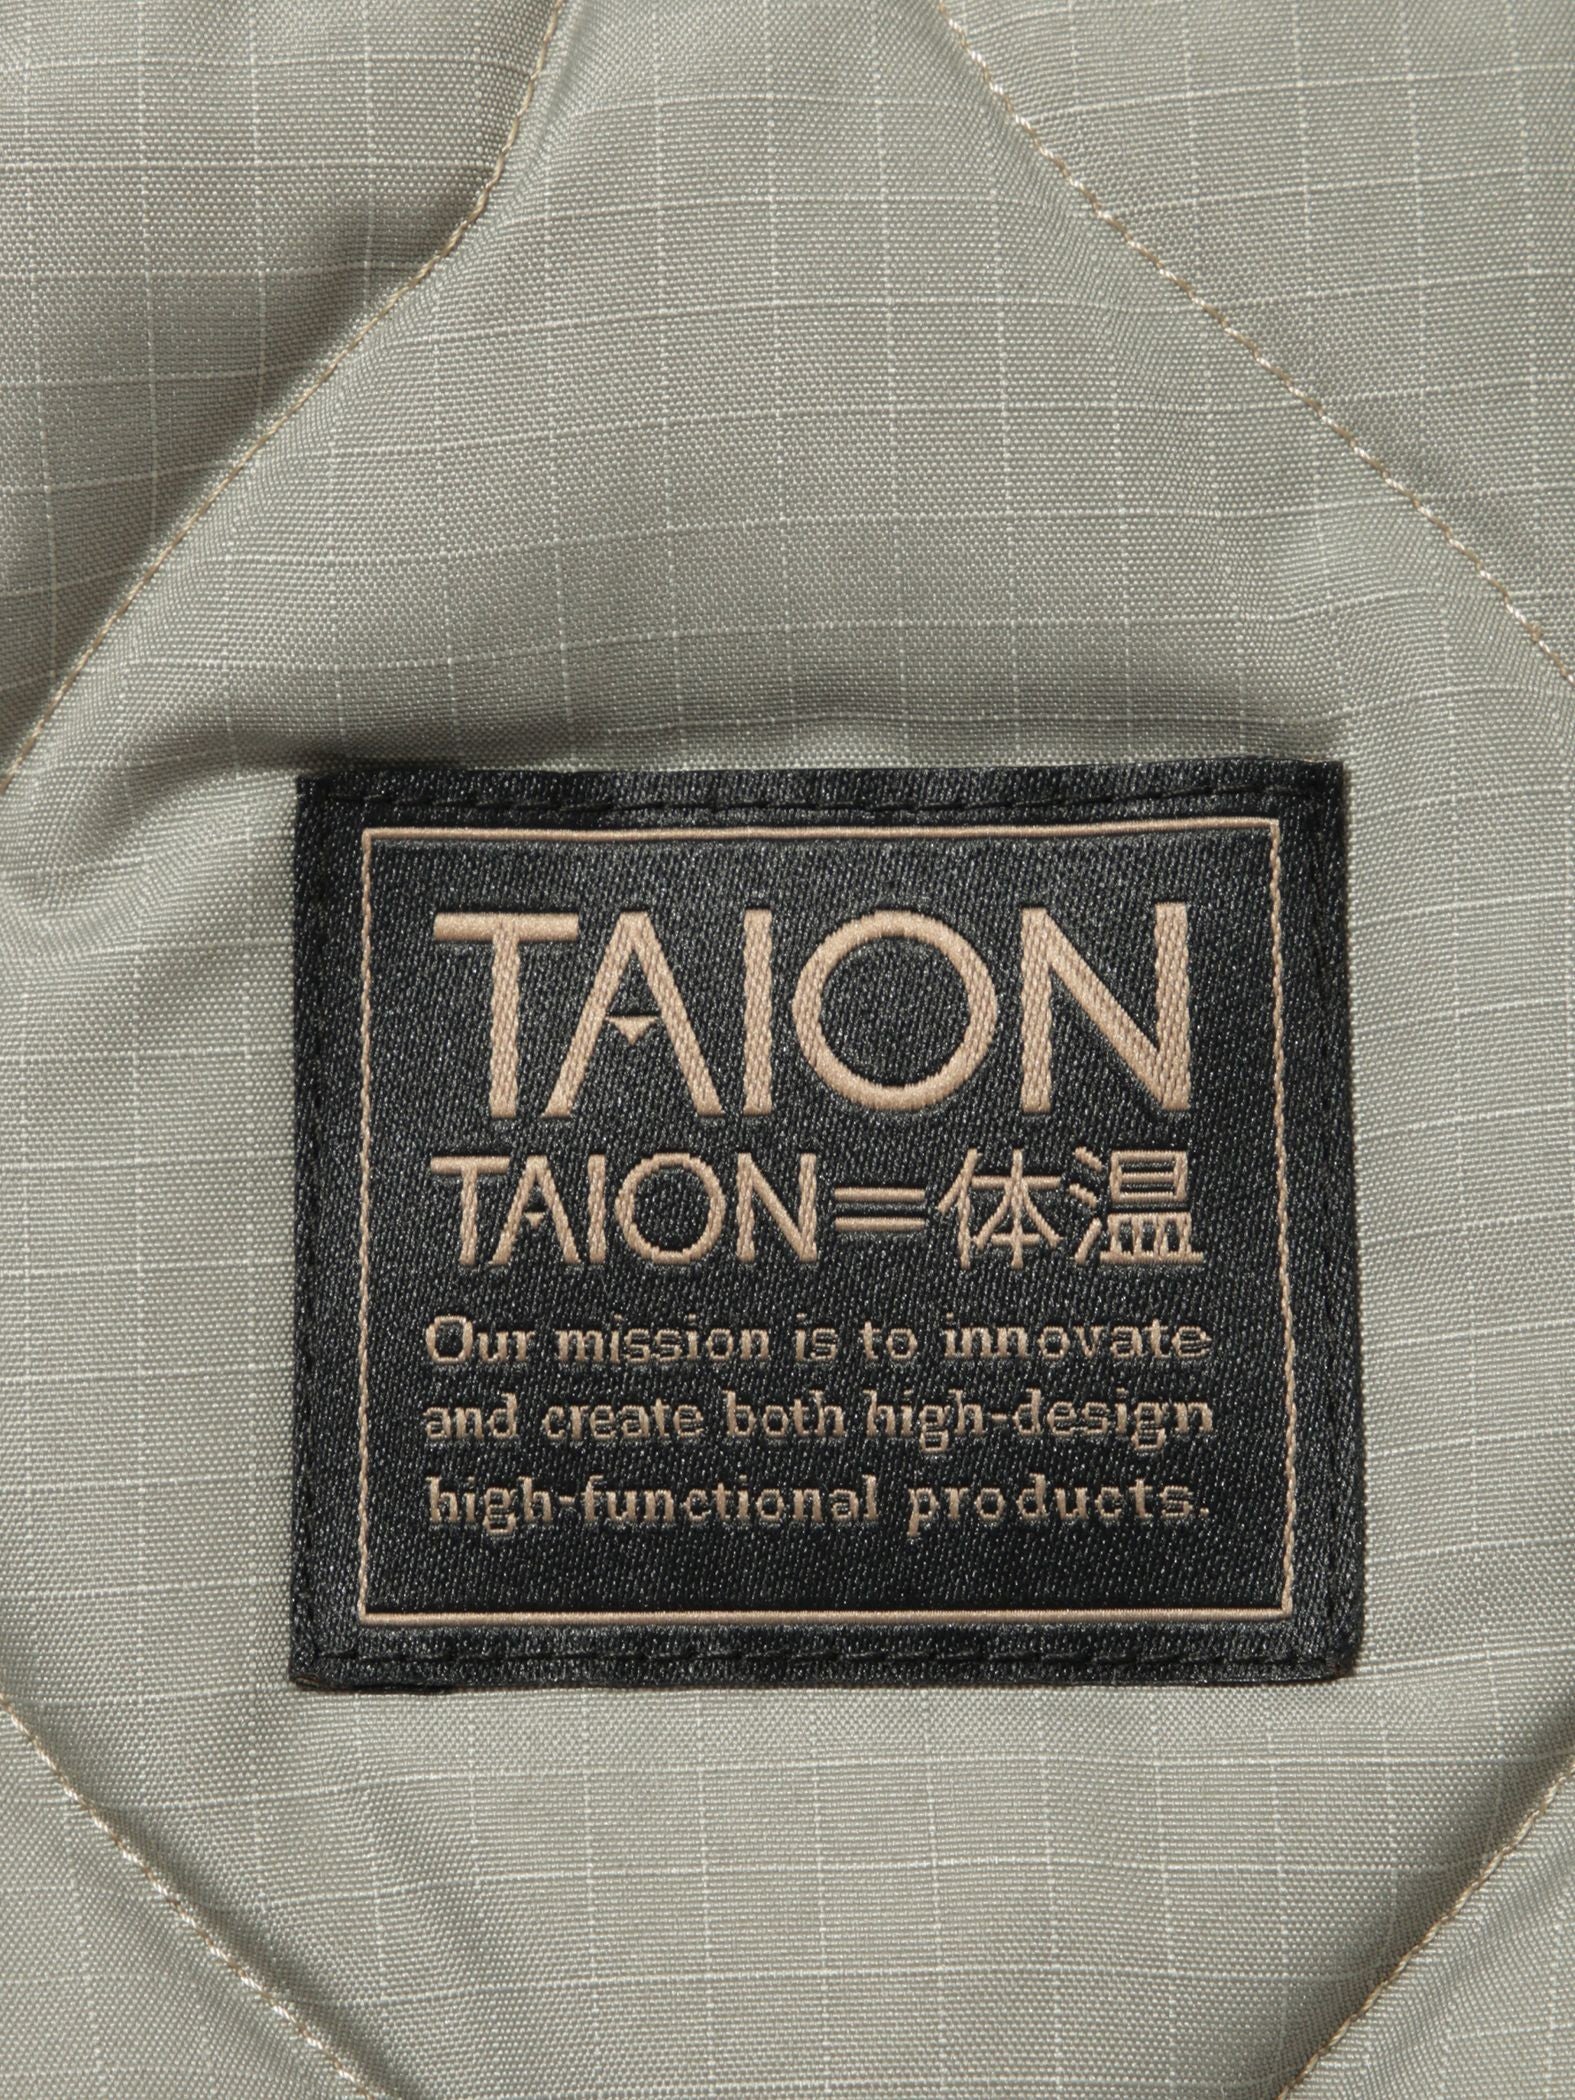 TAION
TAION=体温
Our mission is to innovate
and create both high-design
high-functional products.